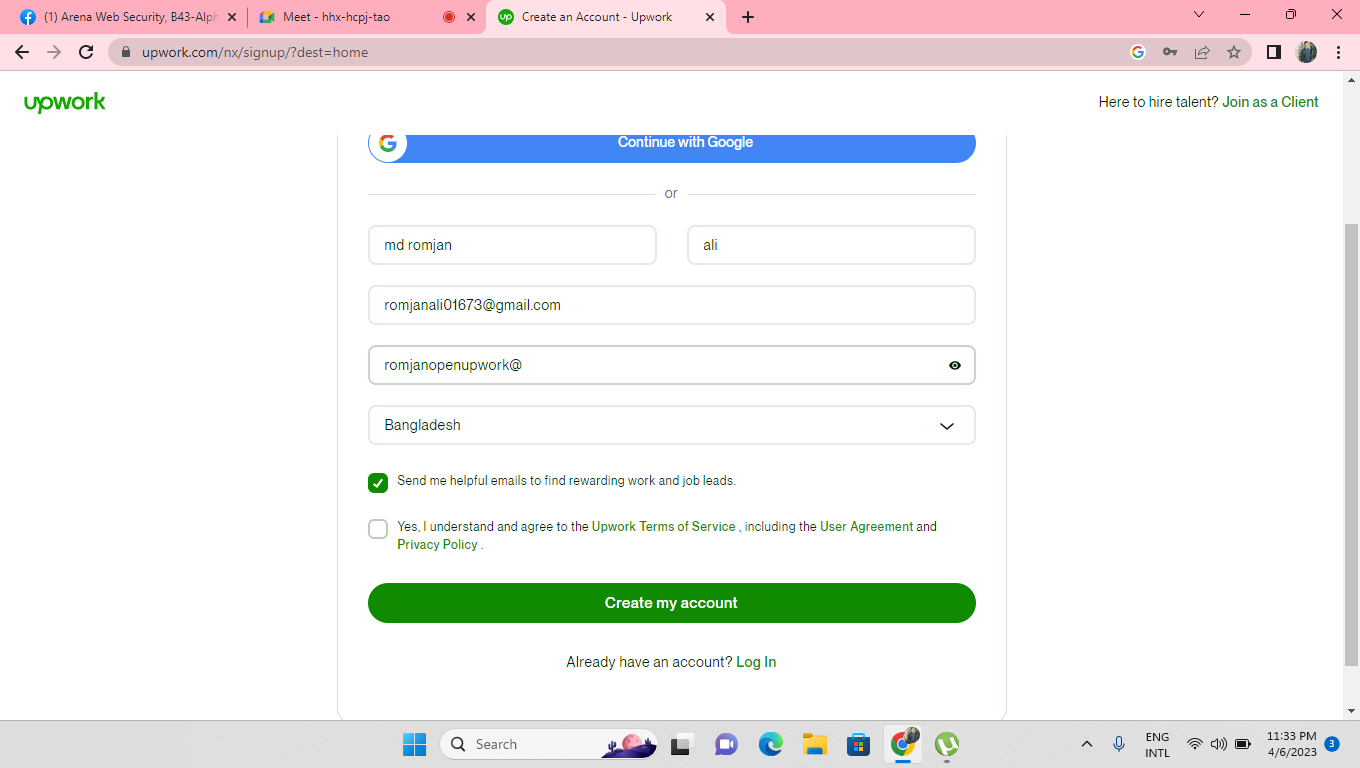 (1) Arena Web Security, B43-Alph
Meet - hhx-hcpj-tao
up
Create an Account - Upwork
upwork.com/nx/signup/?dest=home
upwork
Here to hire talent? Join as a Client
Continue with Google
or
md romjan
ali
romjanali01673@gmail.com
romjanopenupwork@
Bangladesh
Send me helpful emails to find rewarding work and job leads.
Yes, I understand and agree to the Upwork Terms of Service , including the User Agreement and
Privacy Policy .
Create my account
Already have an account? Log In
Search
ENG
INTL
11:33 PM
4/6/2023
3